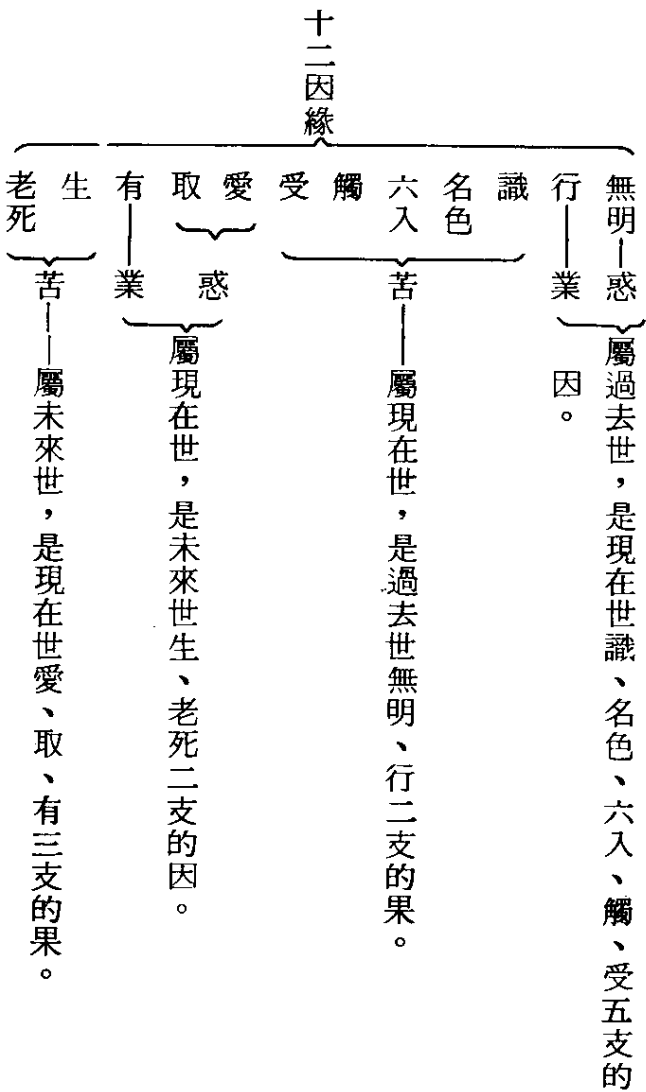 十二因緣
無明
行
識
名色
六入
觸
受
愛
取
有
生
老死
惑
業
苦
惑
業
苦
屬過去世，是現在世識、名色、六入、觸、受五支的
因。
屬現在世，是過去世無明、行二支的果。
屬現在世，是未來世生、老死二支的因。
屬未來世，是現在世愛、取、有三支的果。